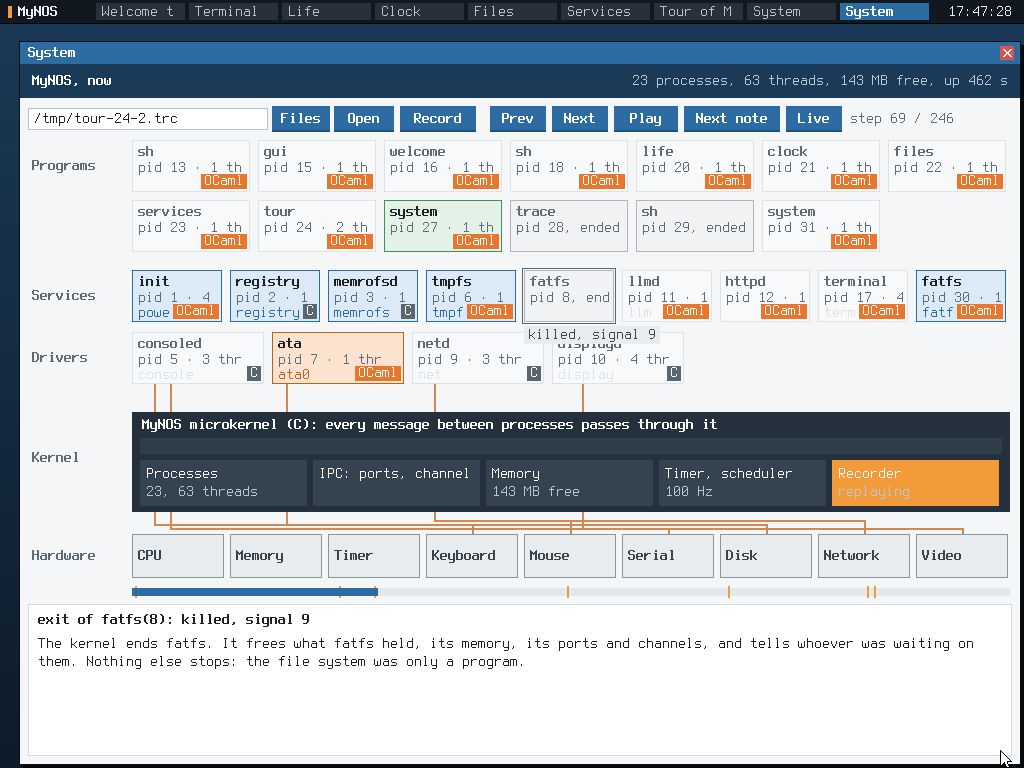 MyNOS Welcome t Terminal Life Clock Files Services Tour of M System System 17:47:28
System
MyNOS, now 23 processes, 63 threads, 143 MB free, up 462 s
/tmp/tour-24-2.trc Files Open Record Prev Next Play Next note Live step 69 / 246
Programs
sh gui welcome sh life clock files
pid 13 · 1 th pid 15 · 1 th pid 16 · 1 th pid 18 · 1 th pid 20 · 1 th pid 21 · 1 th pid 22 · 1 th
OCaml OCaml OCaml OCaml OCaml OCaml OCaml
services tour system trace sh system
pid 23 · 1 th pid 24 · 2 th pid 27 · 1 th pid 28, ended pid 29, ended pid 31 · 1 th
OCaml OCaml OCaml OCaml
Services
init registry memrofsd tmpfs fatfs llmd httpd terminal fatfs
pid 1 · 4 pid 2 · 1 pid 3 · 1 pid 6 · 1 pid 8, end pid 11 · 1 pid 12 · 1 pid 17 · 4 pid 30 · 1
powe OCaml registry C memrofs C tmpf OCaml llm OCaml OCaml term OCaml fatf OCaml
killed, signal 9
Drivers
consoled ata netd displayd
pid 5 · 3 thr pid 7 · 1 thr pid 9 · 3 thr pid 10 · 4 thr
console C ata0 OCaml net C display C
Kernel
MyNOS microkernel (C): every message between processes passes through it
Processes IPC: ports, channel Memory Timer, scheduler Recorder
23, 63 threads 143 MB free 100 Hz replaying
Hardware CPU Memory Timer Keyboard Mouse Serial Disk Network Video
exit of fatfs(8): killed, signal 9
The kernel ends fatfs. It frees what fatfs held, its memory, its ports and channels, and tells whoever was waiting on
them. Nothing else stops: the file system was only a program.